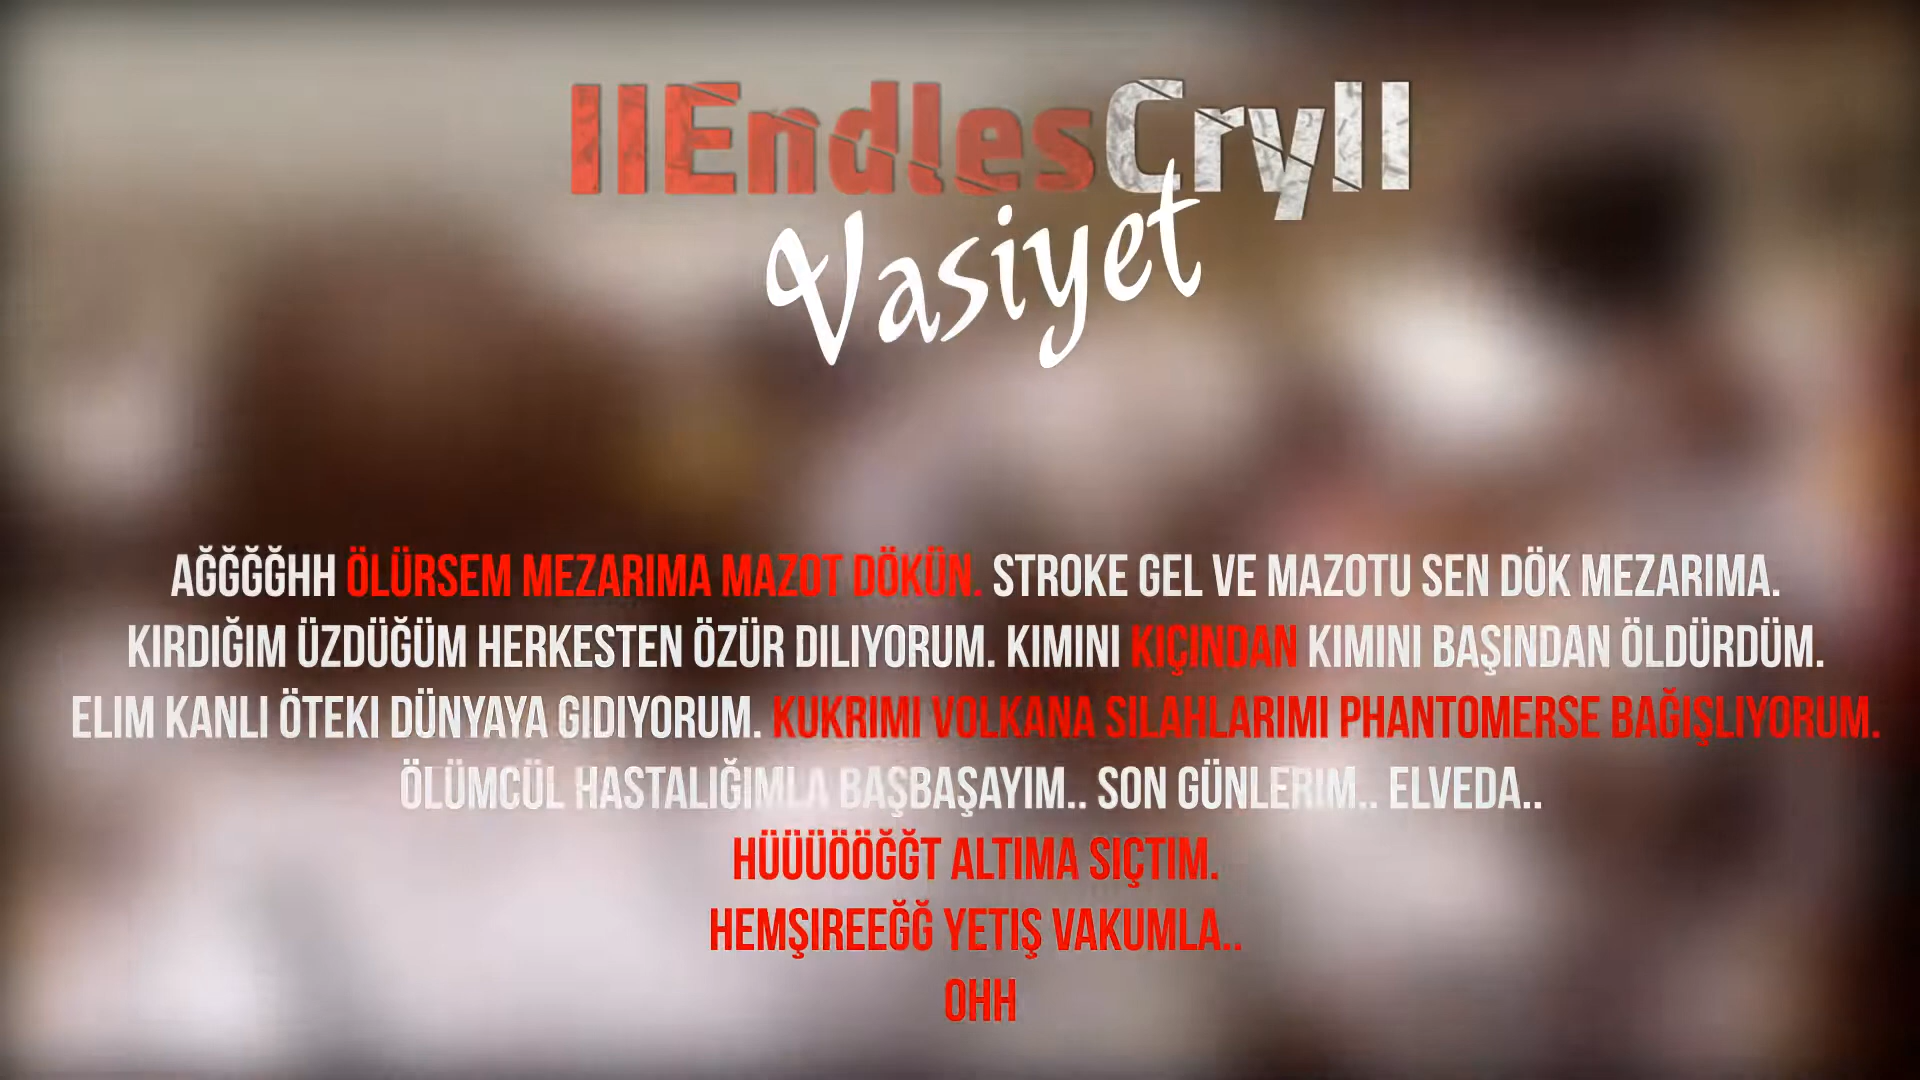 IIEndlesCryII
Vasiyet
AĞĞĞĞHH ÖLÜRSEM MEZARIMA MAZOT DÖKÜN. STROKE GEL VE MAZOTU SEN DÖK MEZARIMA.
KIRDIĞIM ÜZDÜĞÜM HERKESTEN ÖZÜR DILIYORUM. KIMINI KIÇINDAN KIMINI BAŞINDAN ÖLDÜRDÜM.
ELIM KANLI ÖTEKI DÜNYAYA GIDIYORUM. KUKRIMI VOLKANA SILAHLARIMI PHANTOMERSE BAĞIŞLIYORUM.
ÖLÜMCÜL HASTALIĞIMLA BAŞBAŞAYIM.. SON GÜNLERIM.. ELVEDA..
HÜÜÜÖÖĞĞT ALTIMA SIÇTIM.
HEMŞIREEĞĞ YETIŞ VAKUMLA..
OHH